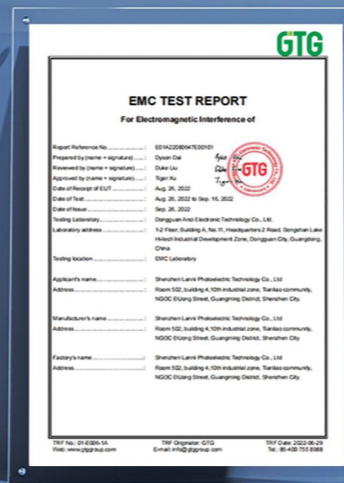 GTG
EMC TEST REPORT
For Electromagnetic Interference of
Report Reference No. :
Prepared by (name + signature) : Dyson Dai
Reviewed by (name + signature) : Duke Liu
Approved by (name + signature) : Tiger Xu
Date of Receipt of EUT : Aug. 26, 2022
Date of Test : Aug. 26, 2022 to Sep. 16, 2022
Date of Issue : Sep. 26, 2022
Testing Laboratory : Dongguan Anci Electronic Technology Co., Ltd.
Laboratory address : 1-2 Floor, Building A, No.11, Headquarters 2 Road, Songshan Lake
Hi-tech Industrial Development Zone, Dongguan City, Guangdong,
China
Testing location : EMC Laboratory
Applicant's name : Shenzhen Lanvi Photoelectric Technology Co., Ltd
Address : Room 502, building 4, 10th industrial zone, Tianliao community,
Street, Guangming District, Shenzhen City.
Manufacturer's name : Shenzhen Lanvi Photoelectric Technology Co., Ltd
Address : Room 502, building 4, 10th industrial zone, Tianliao community,
Street, Guangming District, Shenzhen City.
Factory's name : Shenzhen Lanvi Photoelectric Technology Co., Ltd
Address : Room 502, building 4, 10th industrial zone, Tianliao community,
Street, Guangming District, Shenzhen City.
GTG
TRF No.: 01-E006-1A TRF Originator: GTG TRF Date: 2022-06-29
Web: www.gtggroup.com E-mail: info@gtggroup.com Tel.: 86-400 755 8988